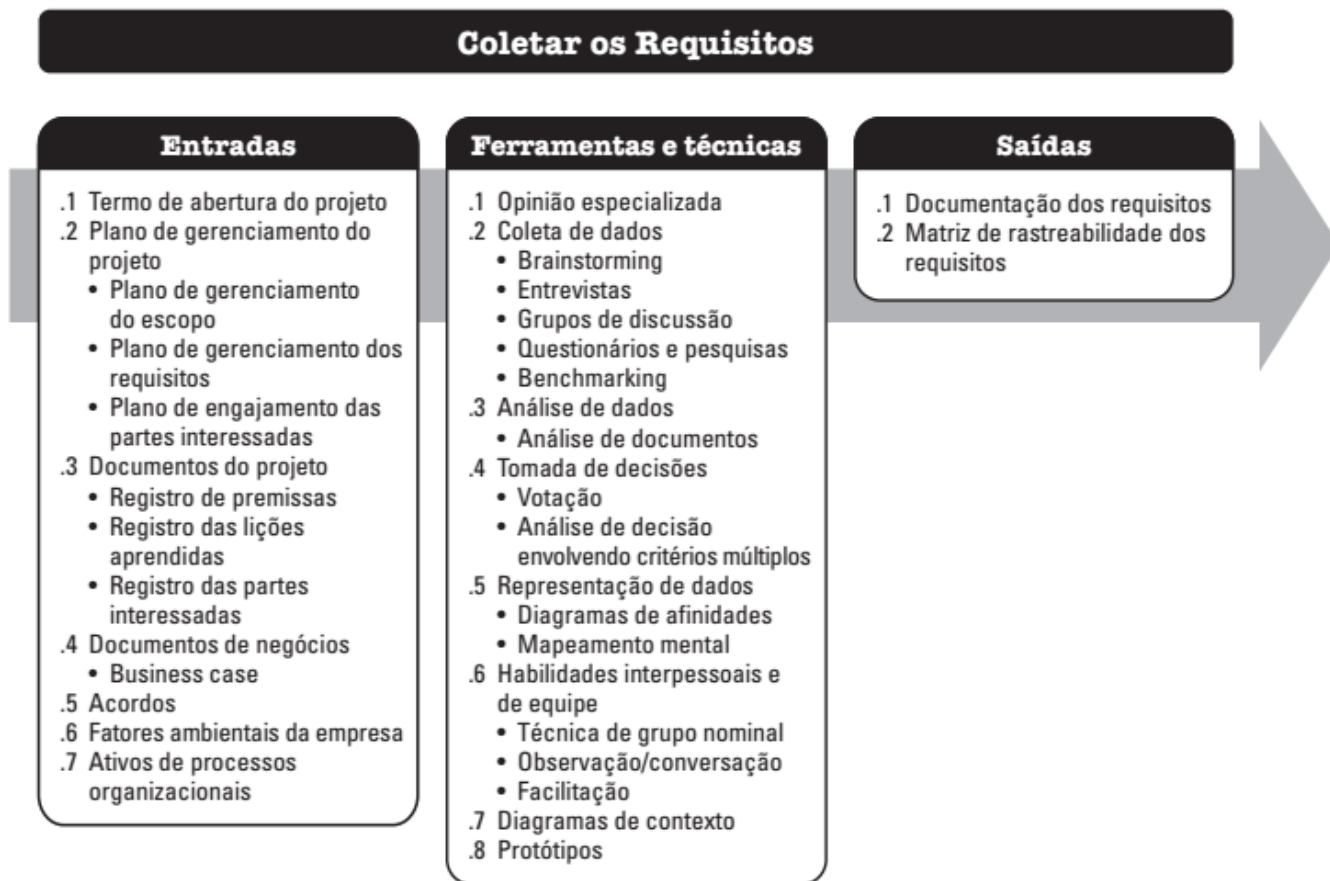 Coletar os Requisitos
Entradas
.1 Termo de abertura do projeto
.2 Plano de gerenciamento do
projeto
• Plano de gerenciamento
do escopo
• Plano de gerenciamento dos
requisitos
• Plano de engajamento das
partes interessadas
.3 Documentos do projeto
• Registro de premissas
• Registro das lições
aprendidas
• Registro das partes
interessadas
.4 Documentos de negócios
• Business case
.5 Acordos
.6 Fatores ambientais da empresa
.7 Ativos de processos
organizacionais
Ferramentas e técnicas
.1 Opinião especializada
.2 Coleta de dados
• Brainstorming
• Entrevistas
• Grupos de discussão
• Questionários e pesquisas
• Benchmarking
.3 Análise de dados
• Análise de documentos
.4 Tomada de decisões
• Votação
• Análise de decisão
envolvendo critérios múltiplos
.5 Representação de dados
• Diagramas de afinidades
• Mapeamento mental
.6 Habilidades interpessoais e
de equipe
• Técnica de grupo nominal
• Observação/conversação
• Facilitação
.7 Diagramas de contexto
.8 Protótipos
Saídas
.1 Documentação dos requisitos
.2 Matriz de rastreabilidade dos
requisitos